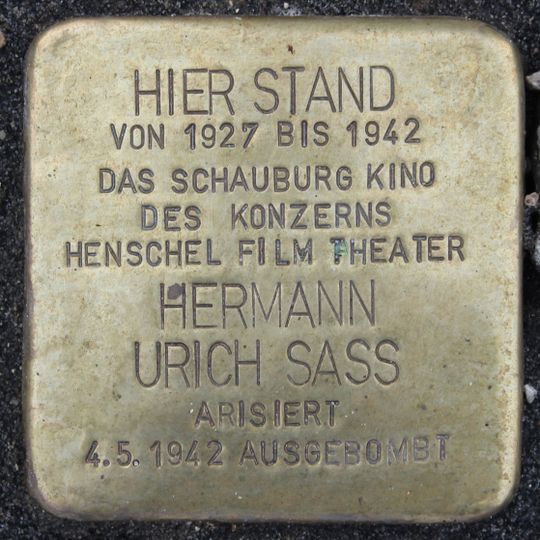 HIER STAND
VON 1927 BIS 1942
DAS SCHAUBURG KINO
DES KONZERNS
HENSCHEL FILM THEATER
HERMANN
URICH SASS
ARISIERT
4.5.1942 AUSGEBOMBT